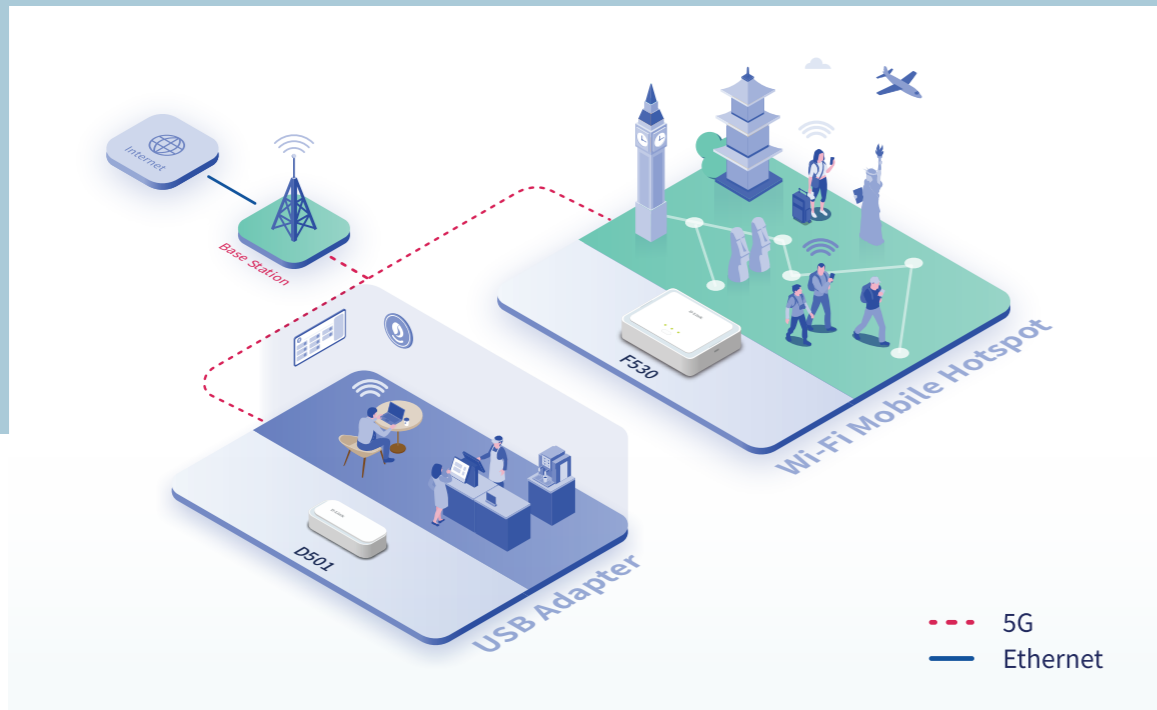 Internet
Base Station
F530
Wi-Fi Mobile Hotspot
D501
USB Adapter
5G
Ethernet